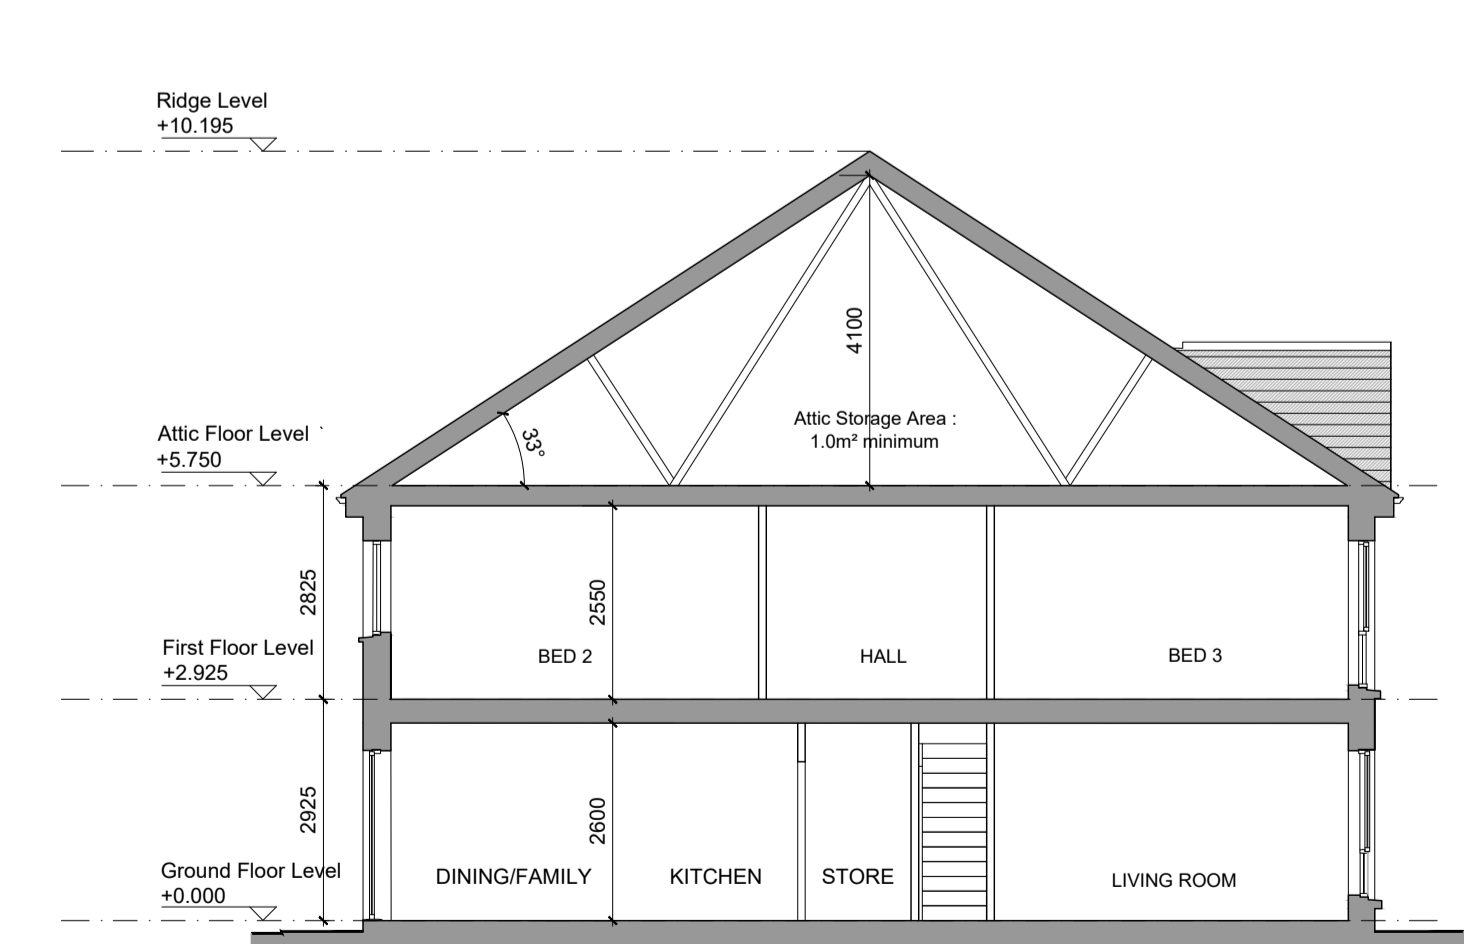 Ridge Level
+10.195
4100
Attic Storage Area :
1.0m² minimum
33°
Attic Floor Level `
+5.750
2825
2550
First Floor Level
+2.925
BED 2
HALL
BED 3
2925
2600
Ground Floor Level
+0.000
DINING/FAMILY
KITCHEN
STORE
LIVING ROOM